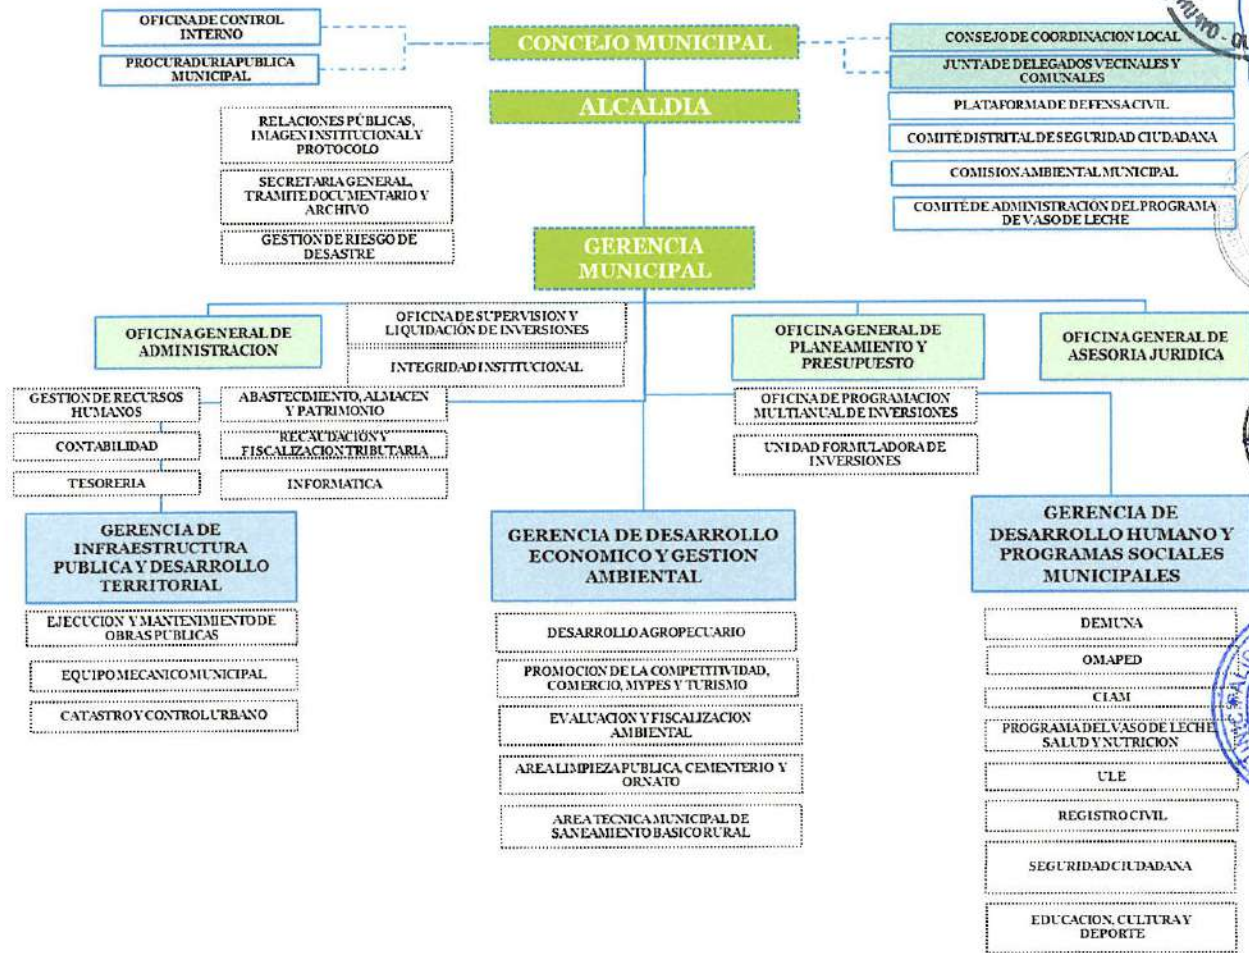 OFICINA DE CONTROL
INTERNO
PROCURADURIA PUBLICA
MUNICIPAL
CONCEJO MUNICIPAL
ALCALDIA
CONSEJO DE COORDINACION LOCAL
JUNTA DE DELEGADOS VECINALES Y
COMUNALES
PLATAFORMA DE DEFENSA CIVIL
COMITÉ DISTRITAL DE SEGURIDAD CIUDADANA
COMISION AMBIENTAL MUNICIPAL
COMITÉ DE ADMINISTRACIÓN DEL PROGRAMA
DE VASO DE LECHE
RELACIONES PÚBLICAS,
IMAGEN INSTITUCIONAL Y
PROTOCOLO
SECRETARIA GENERAL,
TRAMITE DOCUMENTARIO Y
ARCHIVO
GESTION DE RIESGO DE
DESASTRE
GERENCIA
MUNICIPAL
OFICINA GENERAL DE
ADMINISTRACION
OFICINA DE SUPERVISION Y
LIQUIDACIÓN DE INVERSIONES
INTEGRIDAD INSTITUCIONAL
OFICINA GENERAL DE
PLANEAMIENTO Y
PRESUPUESTO
OFICINA GENERAL DE
ASESORIA JURIDICA
GESTION DE RECURSOS
HUMANOS
CONTABILIDAD
TESORERIA
ABASTECIMIENTO, ALMACEN
Y PATRIMONIO
RECAUDACION Y
FISCALIZACION TRIBUTARIA
INFORMATICA
OFICINA DE PROGRAMACION
MULTIANUAL DE INVERSIONES
UNIDAD FORMULADORA DE
INVERSIONES
GERENCIA DE
INFRAESTRUCTURA
PUBLICA Y DESARROLLO
TERRITORIAL
EJECUCION Y MANTENIMIENTO DE
OBRAS PUBLICAS
EQUIPO MECANICO MUNICIPAL
CATASTRO Y CONTROL URBANO
GERENCIA DE DESARROLLO
ECONOMICO Y GESTION
AMBIENTAL
DESARROLLO AGROPECUARIO
PROMOCION DE LA COMPETITIVIDAD,
COMERCIO, MYPES Y TURISMO
EVALUACION Y FISCALIZACION
AMBIENTAL
AREA LIMPIEZA PUBLICA, CEMENTERIO Y
ORNATO
AREA TECNICA MUNICIPAL DE
SANEAMIENTO BASICO RURAL
GERENCIA DE
DESARROLLO HUMANO Y
PROGRAMAS SOCIALES
MUNICIPALES
DEMUNA
OMAPED
CIAM
PROGRAMA DEL VASO DE LECHE
SALUD Y NUTRICION
ULE
REGISTRO CIVIL
SEGURIDAD CIUDADANA
EDUCACION, CULTURA Y
DEPORTE